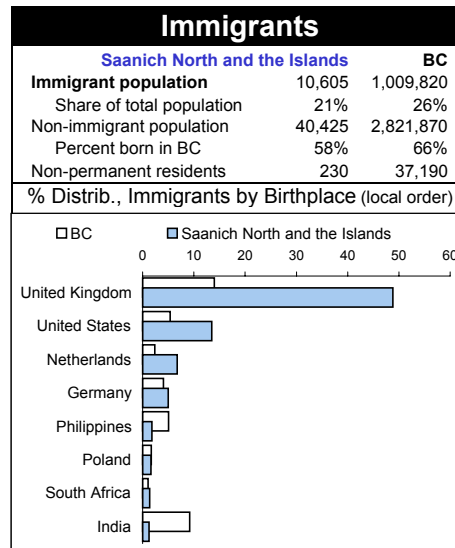 Immigrants
Saanich North and the Islands BC
Immigrant population 10,605 1,009,820
Share of total population 21% 26%
Non-immigrant population 40,425 2,821,870
Percent born in BC 58% 66%
Non-permanent residents 230 37,190
% Distrib., Immigrants by Birthplace (local order)
BC Saanich North and the Islands
0 10 20 30 40 50 60
United Kingdom
United States
Netherlands
Germany
Philippines
Poland
South Africa
India